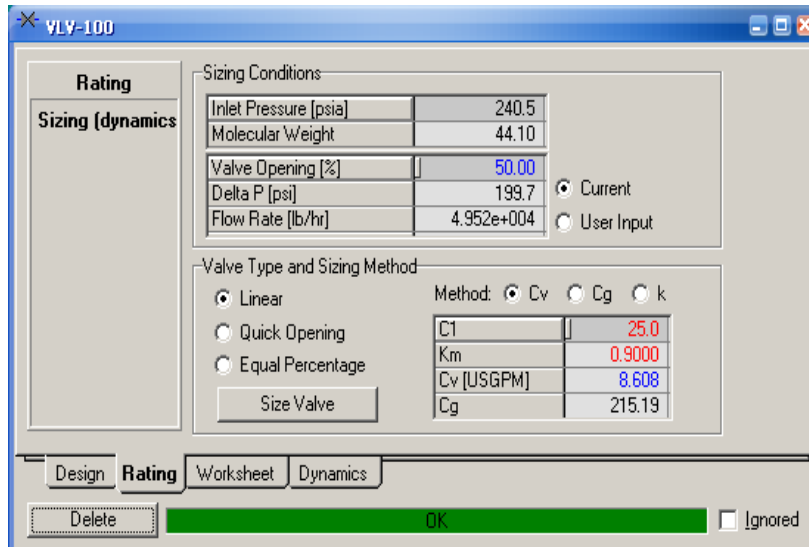 VLV-100
Rating
Sizing (dynamics
Sizing Conditions
Inlet Pressure [psia] 240.5
Molecular Weight 44.10
Valve Opening [%] 50.00
Delta P [psi] 199.7
Flow Rate [lb/hr] 4.952e+004
Current
User Input
Valve Type and Sizing Method
Linear
Quick Opening
Equal Percentage
Size Valve
Method: Cv Cg k
C1 25.0
Km 0.9000
Cv [USGPM] 8.608
Cg 215.19
Design Rating Worksheet Dynamics
Delete OK Ignored